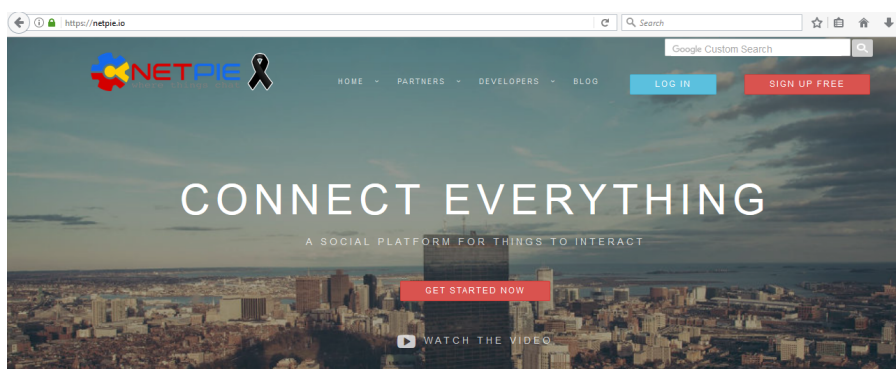 https://netpie.io
Search
Google Custom Search
NETPIE
HOME
PARTNERS
DEVELOPERS
BLOG
LOG IN
SIGN UP FREE
CONNECT EVERYTHING
A SOCIAL PLATFORM FOR THINGS TO INTERACT
GET STARTED NOW
WATCH THE VIDEO